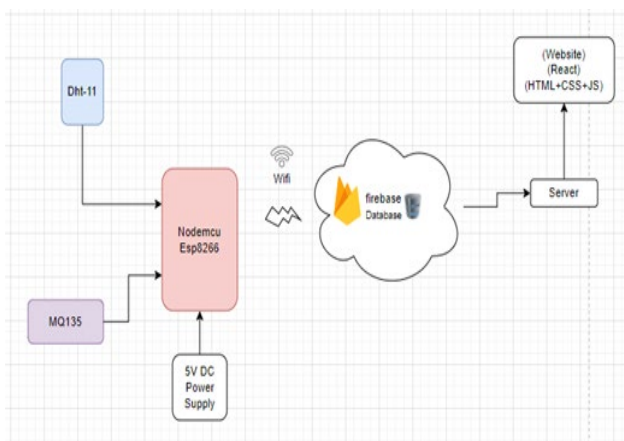 (Website)
(React)
(HTML+CSS+JS)
Dht-11
Wifi
firebase
Database
Server
Nodemcu
Esp8266
MQ135
5V DC
Power
Supply